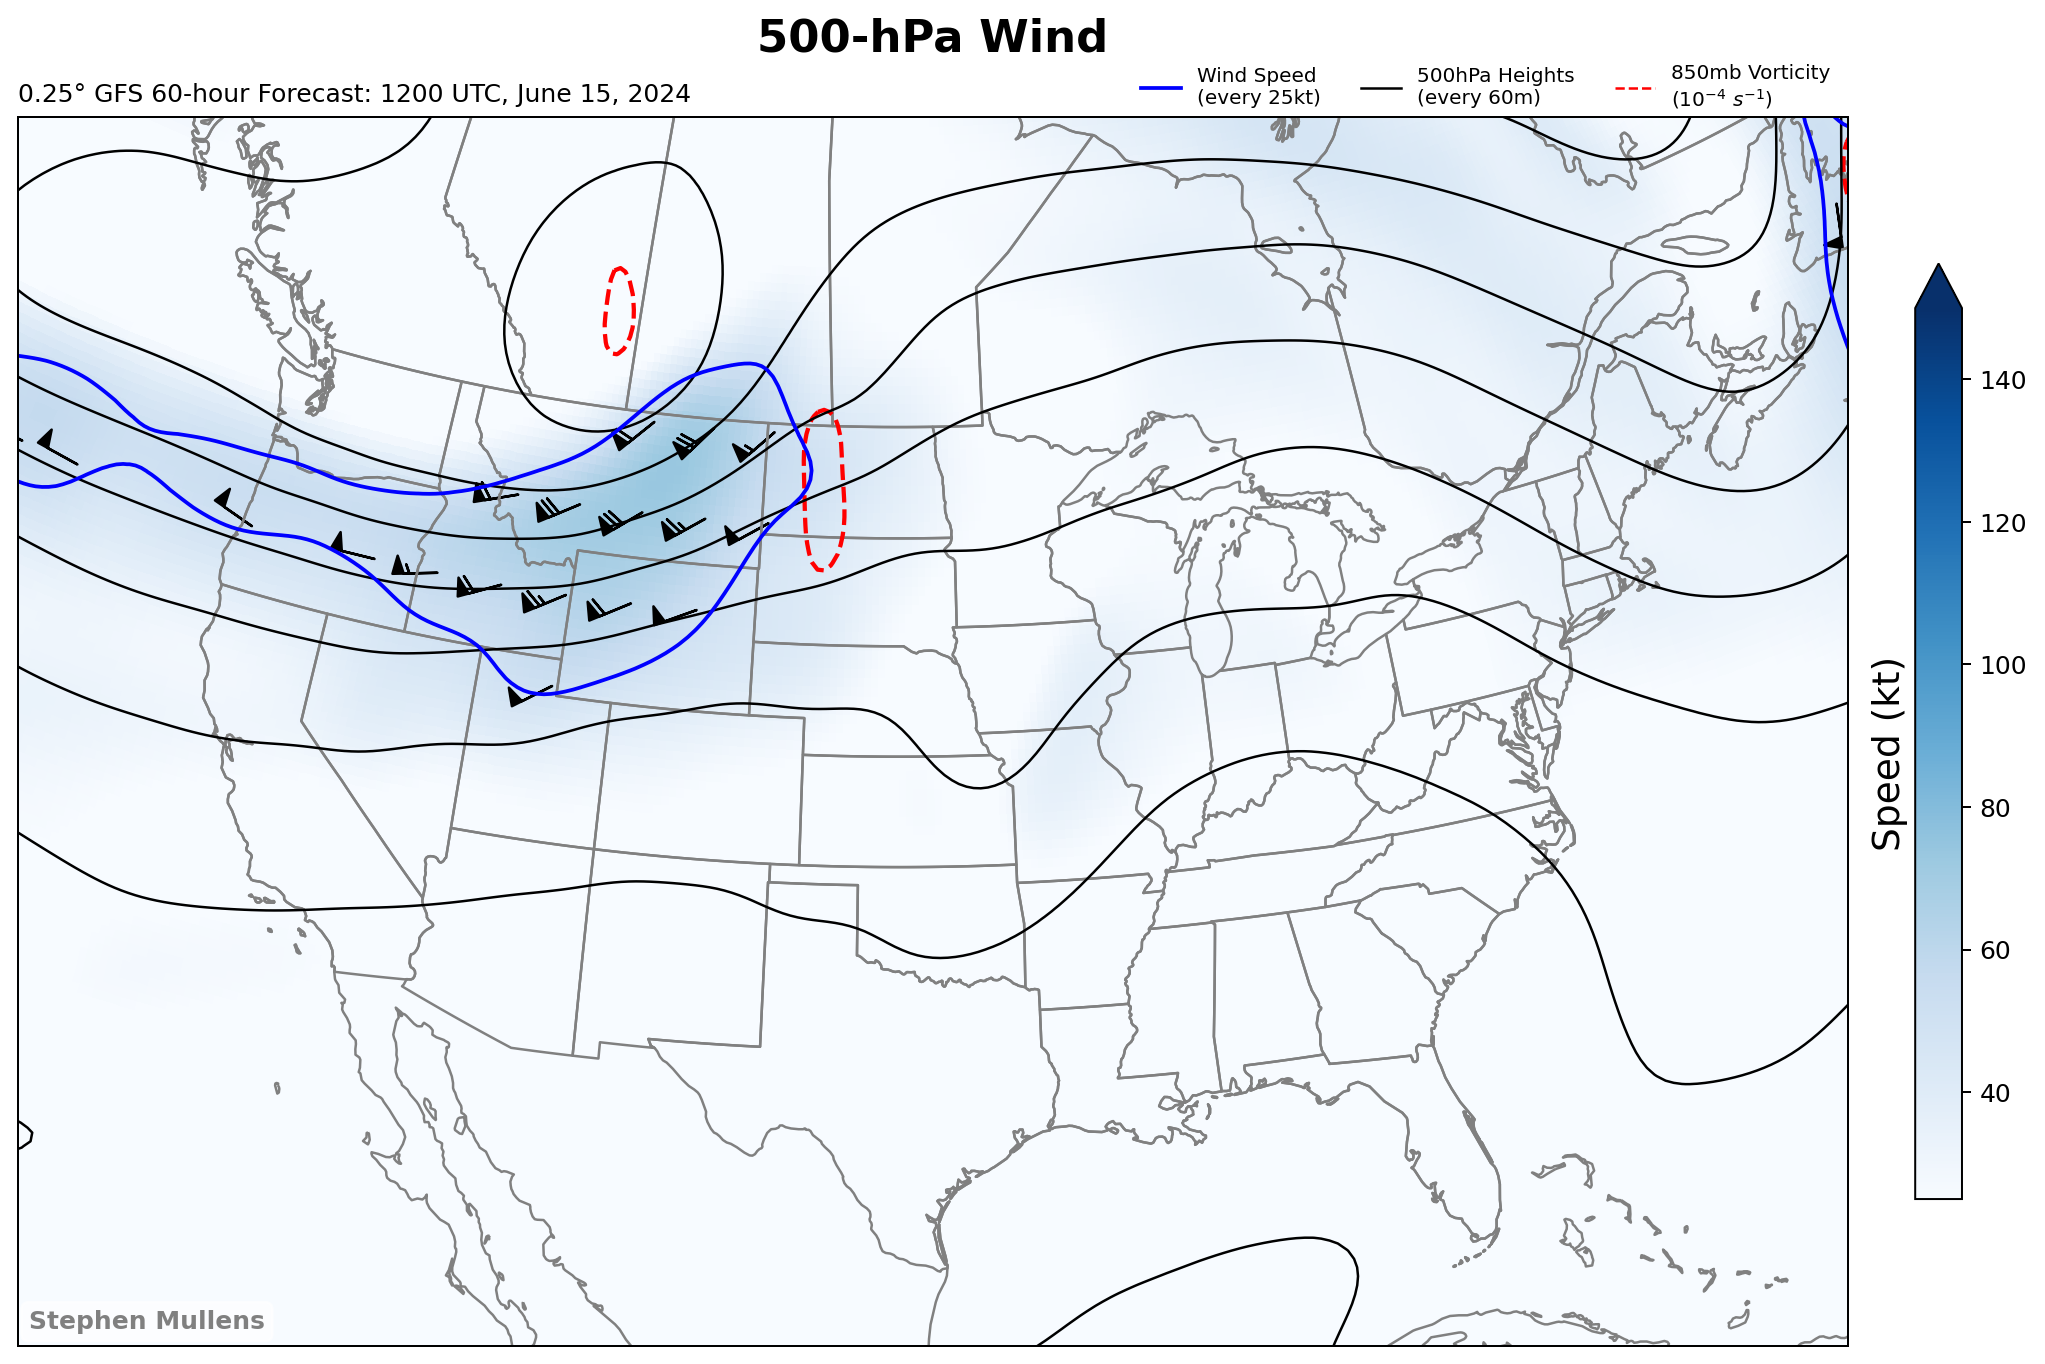 500-hPa Wind
0.25° GFS 60-hour Forecast: 1200 UTC, June 15, 2024
Wind Speed
(every 25kt)
500hPa Heights
(every 60m)
850mb Vorticity
(10⁻⁴ s⁻¹)
140
120
100
80
60
40
Speed (kt)
Stephen Mullens